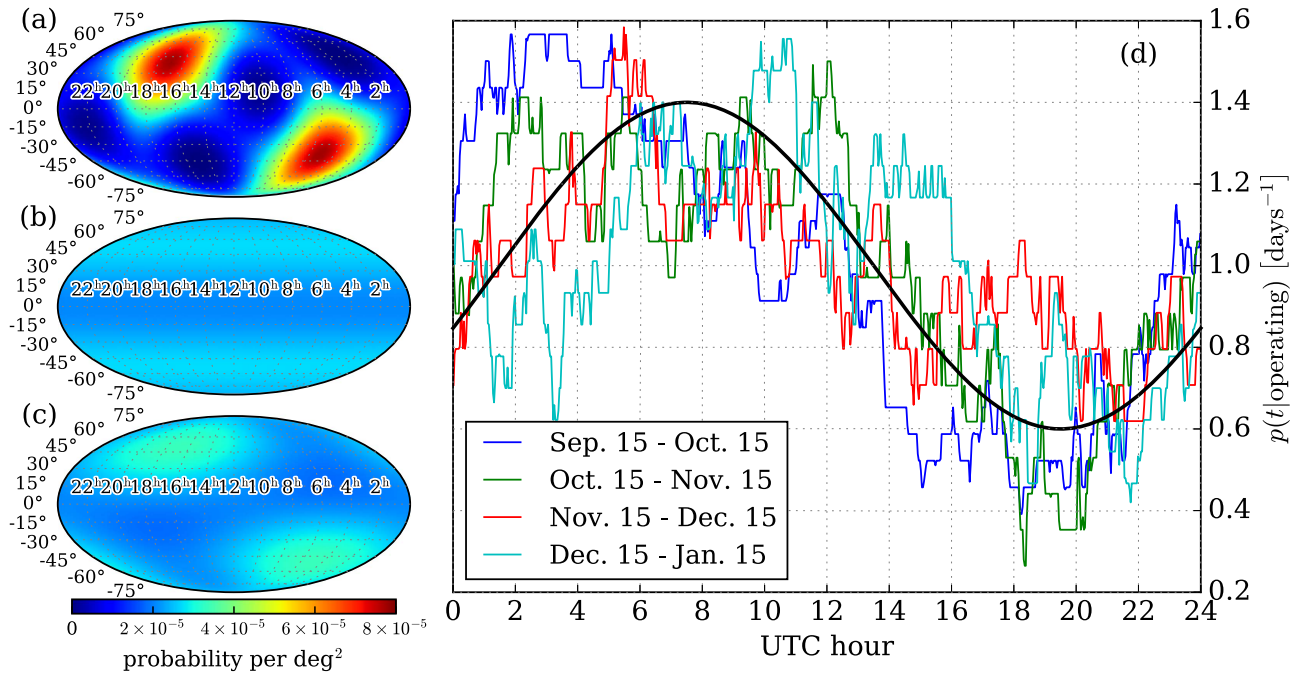 (a)
75°
60°
45°
30°
15°
0°
-15°
-30°
-45°
-60°
-75°
22ʰ 20ʰ 18ʰ 16ʰ 14ʰ 12ʰ 10ʰ 8ʰ 6ʰ 4ʰ 2ʰ
(b)
75°
60°
45°
30°
15°
0°
-15°
-30°
-45°
-60°
-75°
22ʰ 20ʰ 18ʰ 16ʰ 14ʰ 12ʰ 10ʰ 8ʰ 6ʰ 4ʰ 2ʰ
(c)
75°
60°
45°
30°
15°
0°
-15°
-30°
-45°
-60°
-75°
22ʰ 20ʰ 18ʰ 16ʰ 14ʰ 12ʰ 10ʰ 8ʰ 6ʰ 4ʰ 2ʰ
0 2 × 10⁻⁵ 4 × 10⁻⁵ 6 × 10⁻⁵ 8 × 10⁻⁵
probability per deg²
(d)
1.6
1.4
1.2
1.0
0.8
0.6
0.4
0.2
p(t|operating) [days⁻¹]
Sep. 15 - Oct. 15
Oct. 15 - Nov. 15
Nov. 15 - Dec. 15
Dec. 15 - Jan. 15
0 2 4 6 8 10 12 14 16 18 20 22 24
UTC hour